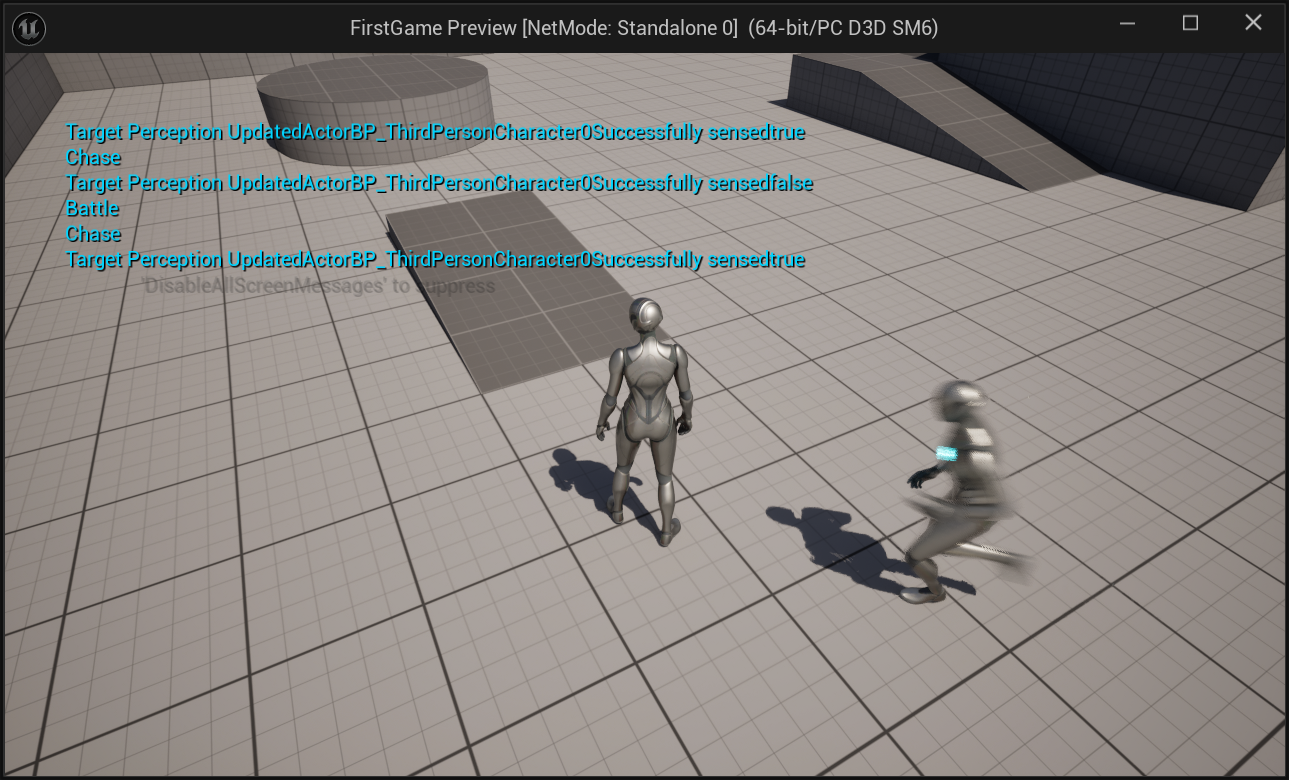 FirstGame Preview [NetMode: Standalone 0] (64-bit/PC D3D SM6)
Target Perception UpdatedActorBP_ThirdPersonCharacter0Successfully sensedtrue
Chase
Target Perception UpdatedActorBP_ThirdPersonCharacter0Successfully sensedfalse
Battle
Chase
Target Perception UpdatedActorBP_ThirdPersonCharacter0Successfully sensedtrue
'DisableAllScreenMessages' to suppress